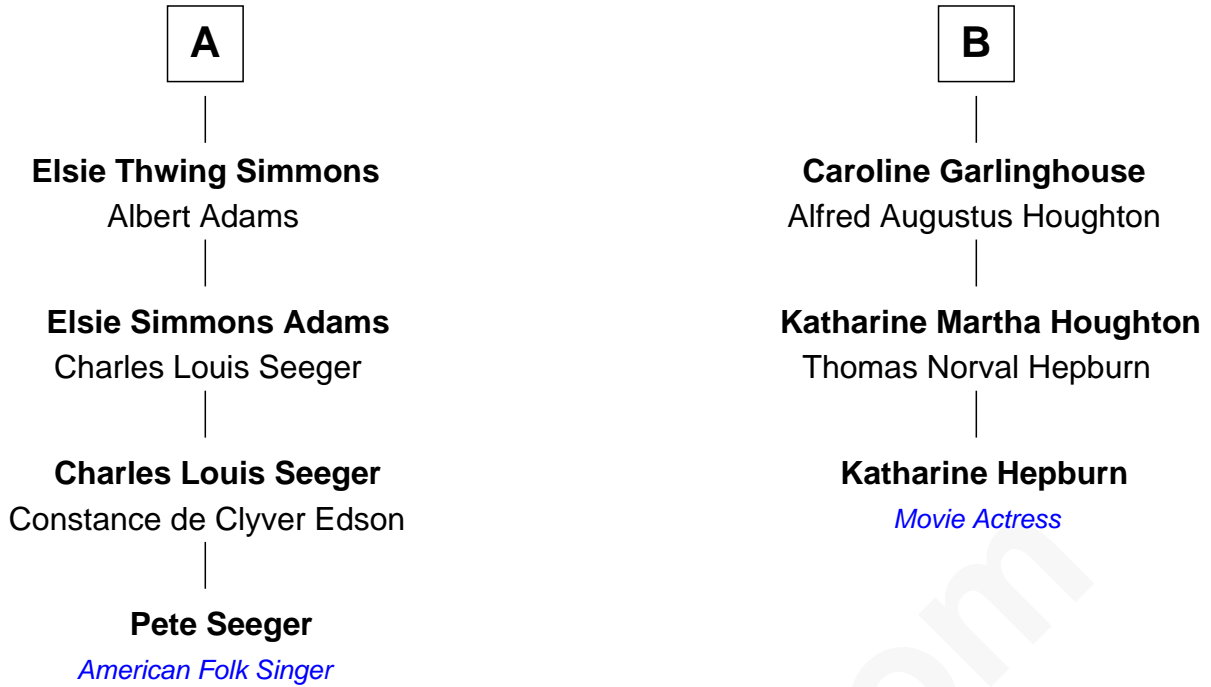 A
Elsie Thwing Simmons
Albert Adams
Elsie Simmons Adams
Charles Louis Seeger
Charles Louis Seeger
Constance de Clyver Edson
Pete Seeger
American Folk Singer
B
Caroline Garlinghouse
Alfred Augustus Houghton
Katharine Martha Houghton
Thomas Norval Hepburn
Katharine Hepburn
Movie Actress
om